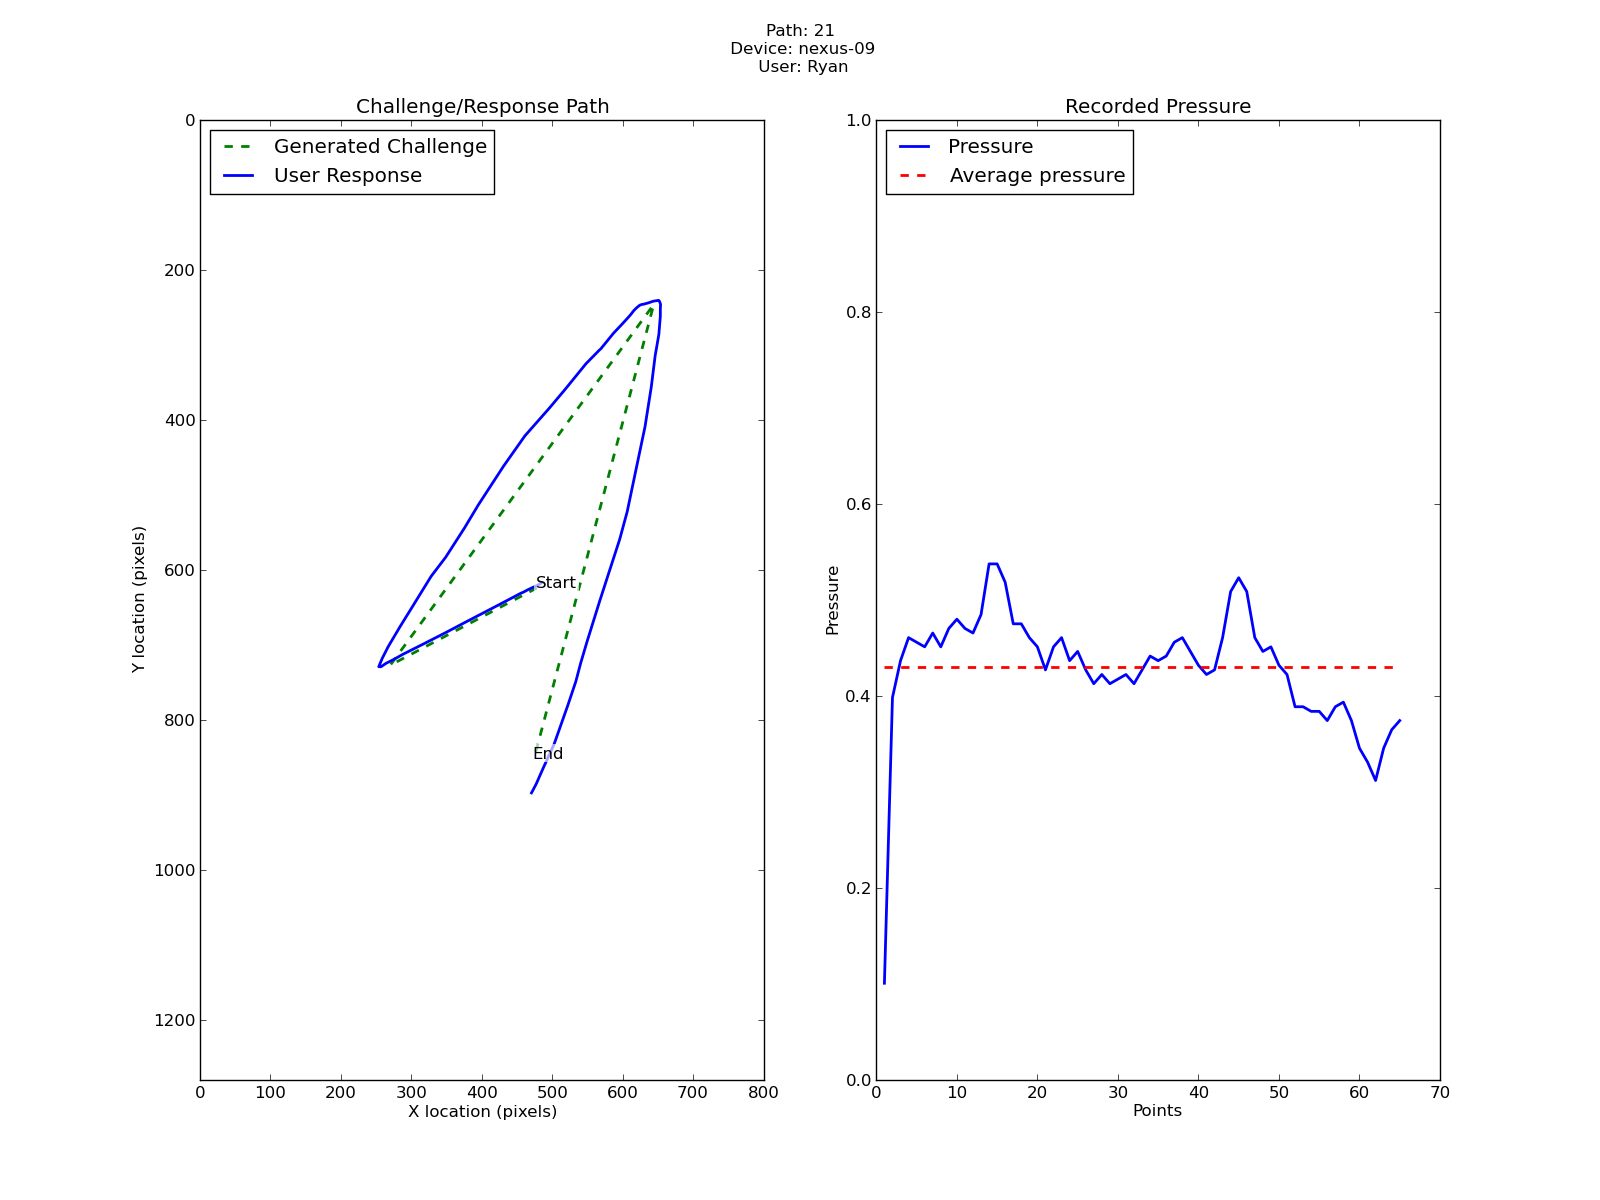 Path: 21
Device: nexus-09
User: Ryan
Challenge/Response Path
Generated Challenge
User Response
0
200
400
600
800
1000
1200
Y location (pixels)
Start
End
0 100 200 300 400 500 600 700 800
X location (pixels)
Recorded Pressure
Pressure
Average pressure
1.0
0.8
0.6
0.4
0.2
0.0
Pressure
0 10 20 30 40 50 60 70
Points